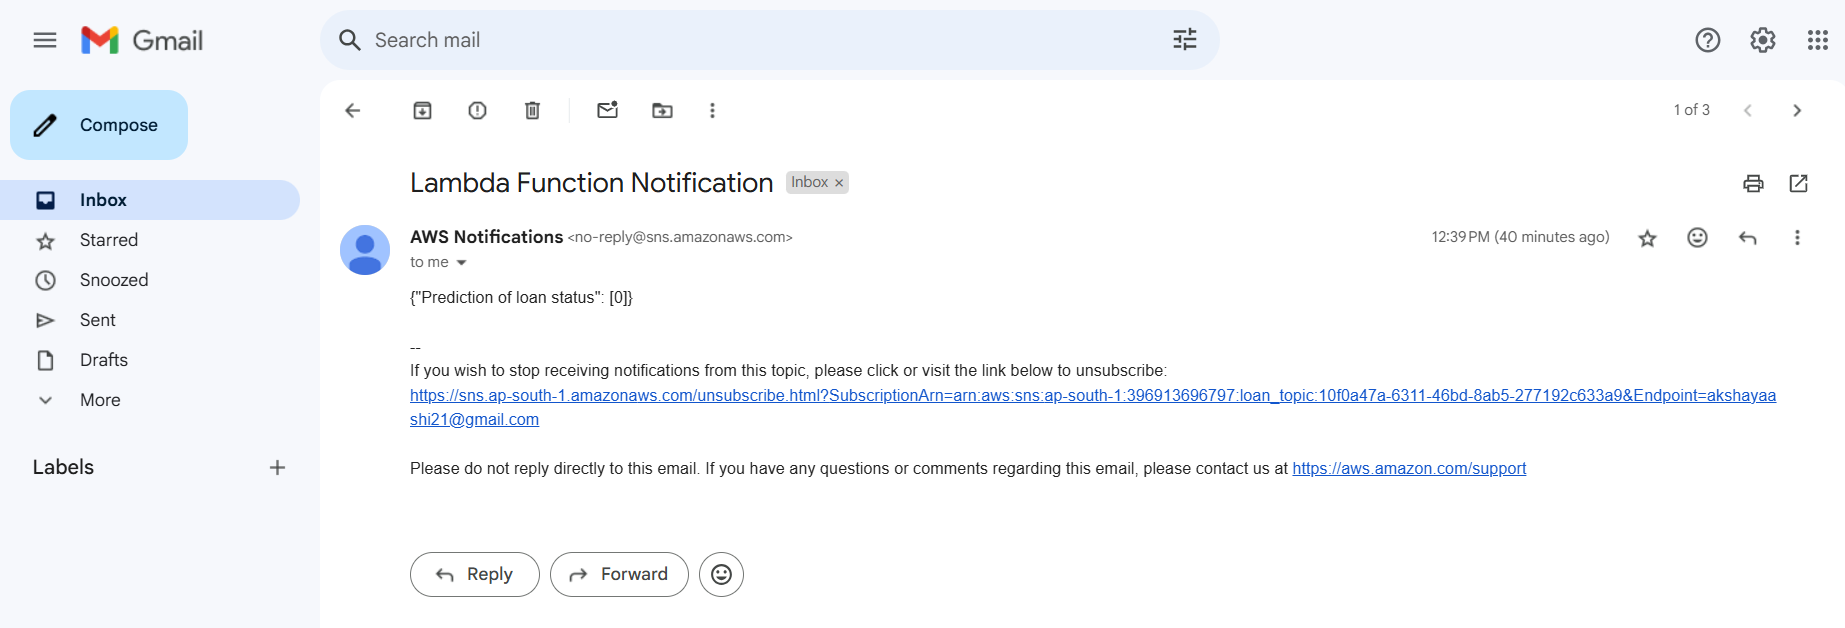 Gmail
Search mail
Compose
1 of 3
Inbox
Starred
Snoozed
Sent
Drafts
More
Labels
Lambda Function Notification Inbox ×
AWS Notifications <no-reply@sns.amazonaws.com> 12:39 PM (40 minutes ago)
to me
{"Prediction of loan status": [0]}
--
If you wish to stop receiving notifications from this topic, please click or visit the link below to unsubscribe:
https://sns.ap-south-1.amazonaws.com/unsubscribe.html?SubscriptionArn=arn:aws:sns:ap-south-1:396913696797:loan_topic:10f0a47a-6311-46bd-8ab5-277192c633a9&Endpoint=akshayaa
shi21@gmail.com
Please do not reply directly to this email. If you have any questions or comments regarding this email, please contact us at https://aws.amazon.com/support
Reply
Forward